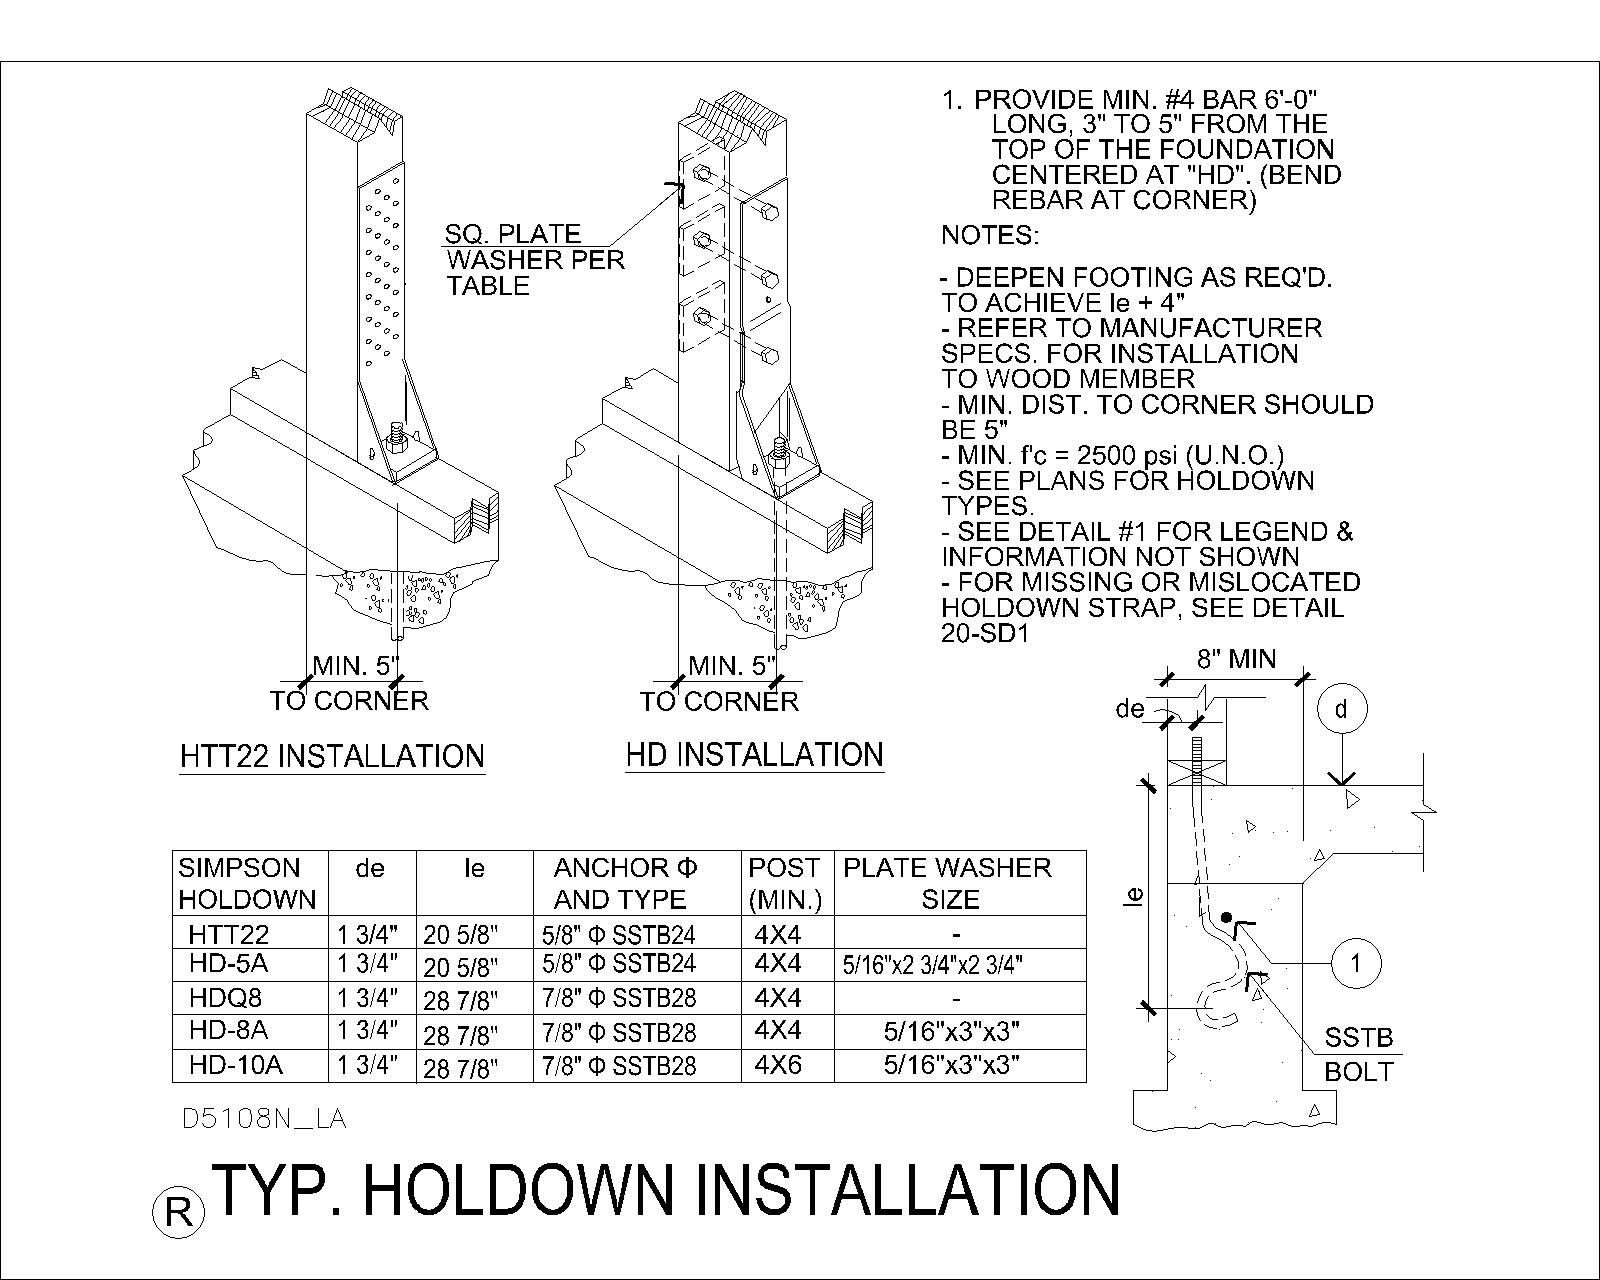 1. PROVIDE MIN. #4 BAR 6'-0"
LONG, 3" TO 5" FROM THE
TOP OF THE FOUNDATION
CENTERED AT "HD". (BEND
REBAR AT CORNER)
NOTES:
- DEEPEN FOOTING AS REQ'D.
TO ACHIEVE le + 4"
- REFER TO MANUFACTURER
SPECS. FOR INSTALLATION
TO WOOD MEMBER
- MIN. DIST. TO CORNER SHOULD
BE 5"
- MIN. f'c = 2500 psi (U.N.O.)
- SEE PLANS FOR HOLDOWN
TYPES.
- SEE DETAIL #1 FOR LEGEND &
INFORMATION NOT SHOWN
- FOR MISSING OR MISLOCATED
HOLDOWN STRAP, SEE DETAIL
20-SD1
SQ. PLATE
WASHER PER
TABLE
MIN. 5"
TO CORNER
HTT22 INSTALLATION
MIN. 5"
TO CORNER
HD INSTALLATION
8" MIN
de
d
le
1
SSTB
BOLT
SIMPSON HOLDOWN de le ANCHOR Φ AND TYPE POST (MIN.) PLATE WASHER SIZE
HTT22 1 3/4" 20 5/8" 5/8" Φ SSTB24 4X4 -
HD-5A 1 3/4" 20 5/8" 5/8" Φ SSTB24 4X4 5/16"x2 3/4"x2 3/4"
HDQ8 1 3/4" 28 7/8" 7/8" Φ SSTB28 4X4 -
HD-8A 1 3/4" 28 7/8" 7/8" Φ SSTB28 4X4 5/16"x3"x3"
HD-10A 1 3/4" 28 7/8" 7/8" Φ SSTB28 4X6 5/16"x3"x3"
D5108N_LA
R TYP. HOLDOWN INSTALLATION